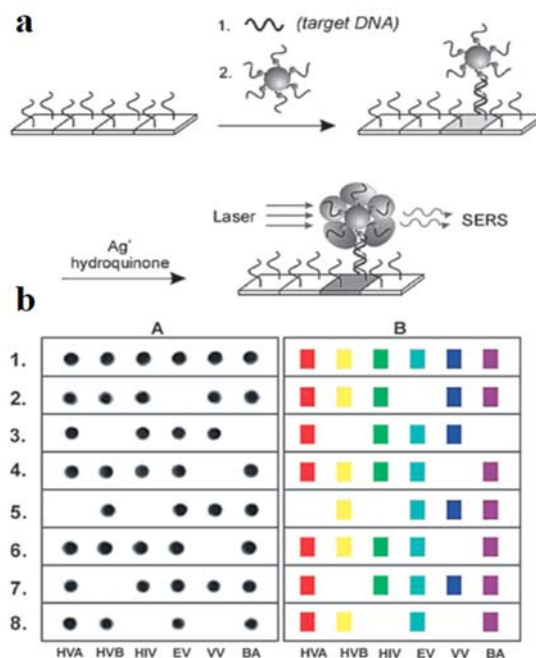 a
1. (target DNA)
2.
Laser
SERS
Ag+
hydroquinone
b
A B
1.
2.
3.
4.
5.
6.
7.
8.
HVA HVB HIV EV VV BA HVA HVB HIV EV VV BA